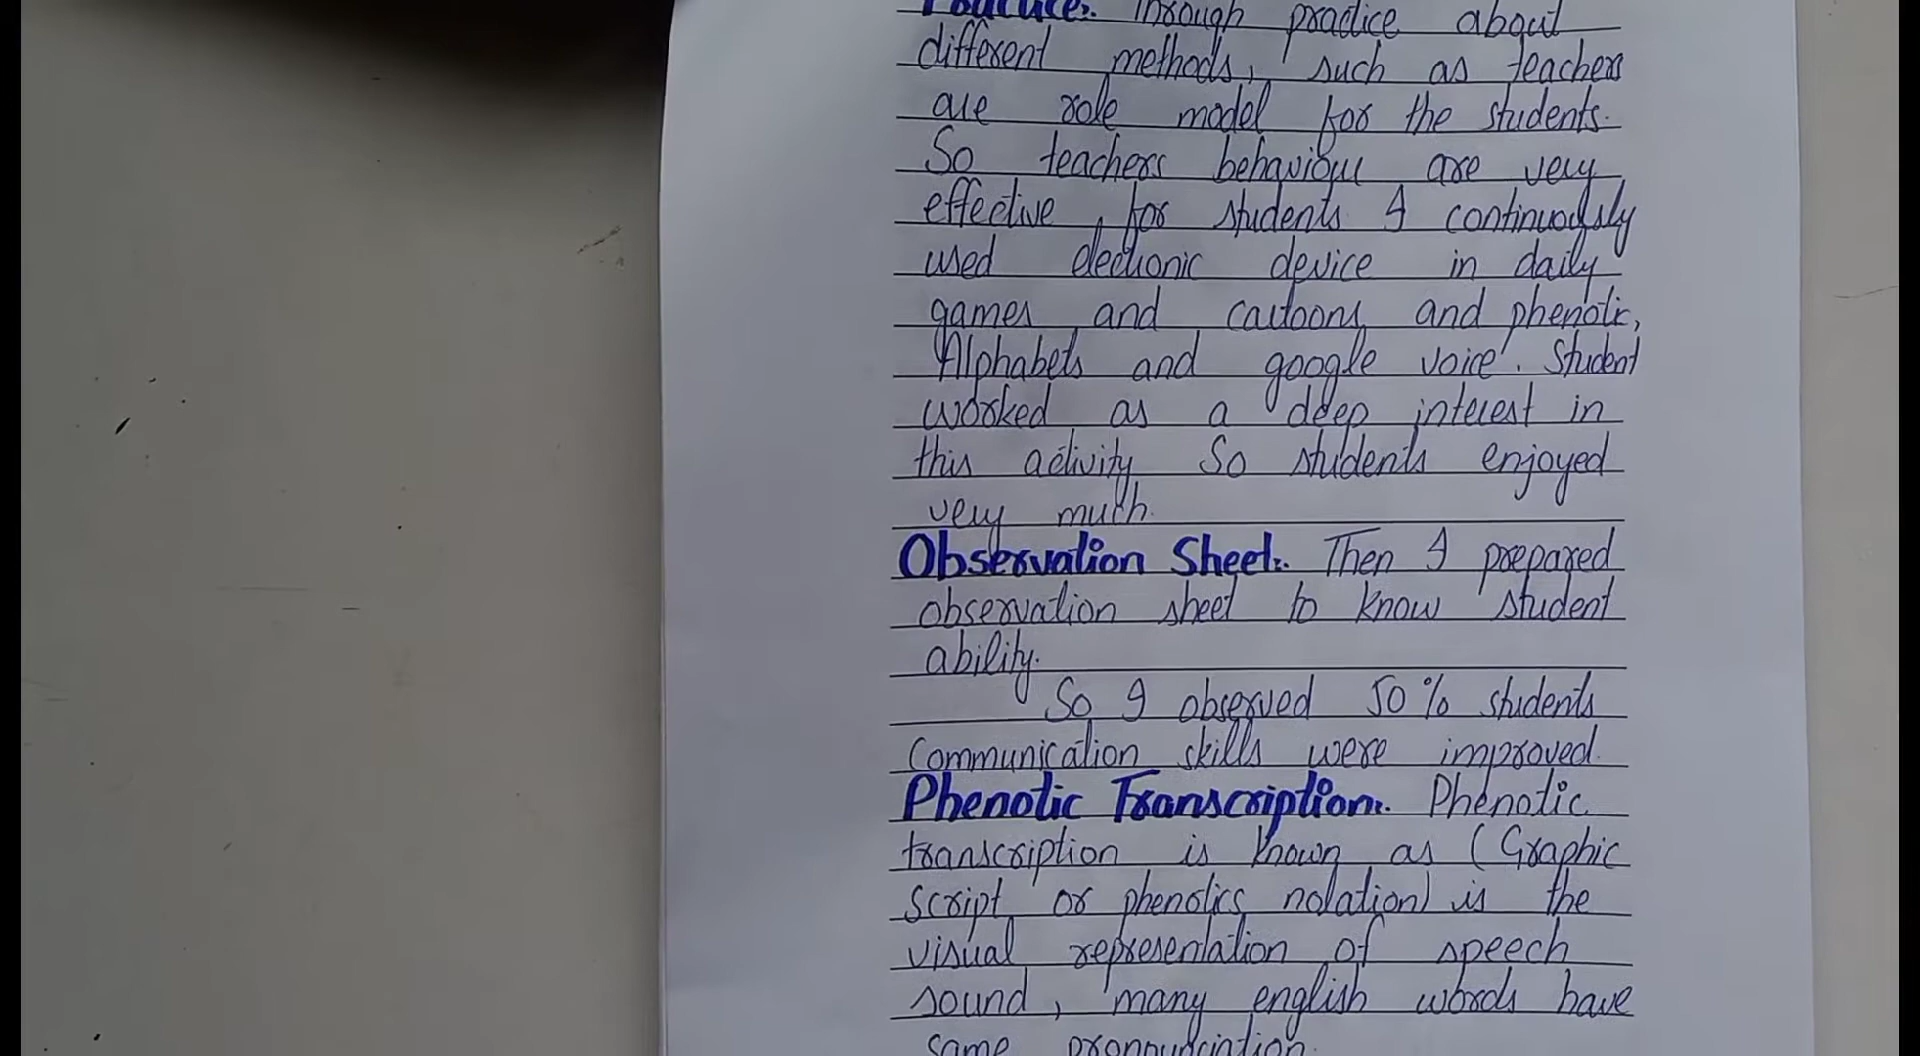 Practice:. Through practice about
different methods, such as teachers
are role model for the students.
So teachers behaviour are very
effective, for students I continuously
used electronic device in daily
games and cartoons and phenotic,
Alphabets and google voice. Student
worked as a deep interest in
this activity So students enjoyed
very much.
Observation Sheet:. Then I prepared
observation sheet to know student
ability.
So I observed 50% students
Communication skills were improved.
Phenotic Transcription:. Phenotic
transcription is known as (Graphic
Script or phenotics notation) is the
visual representation of speech
sound, many english words have
same pronounciation.